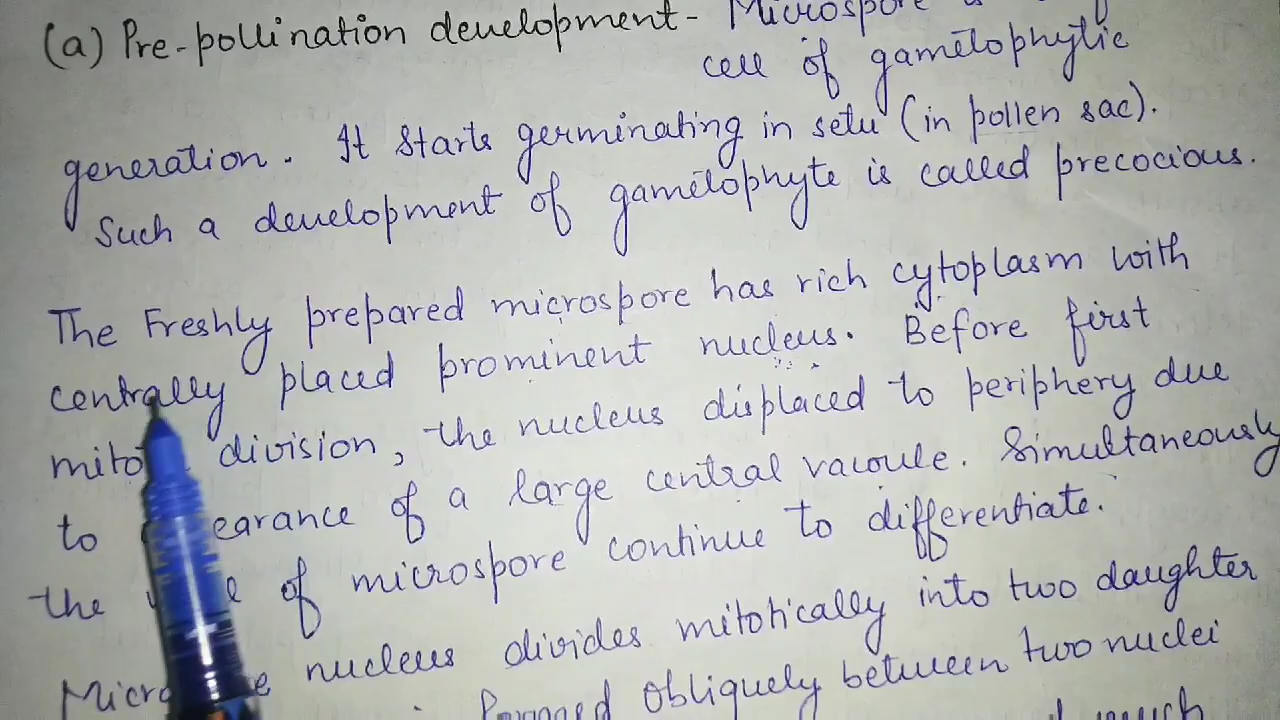 (a) Pre-pollination development- Microspore
cell of gametophytic
generation. It starts germinating in setu (in pollen sac).
Such a development of gametophyte is called precocious.
The Freshly prepared microspore has rich cytoplasm with
centrally placed prominent nucleus. Before first
division, the nucleus displaced to periphery due
to of a large central vacoule. Simultaneously
the of microspore continue to differentiate.
nucleus divides mitotically into two daughter
obliquely between two nuclei